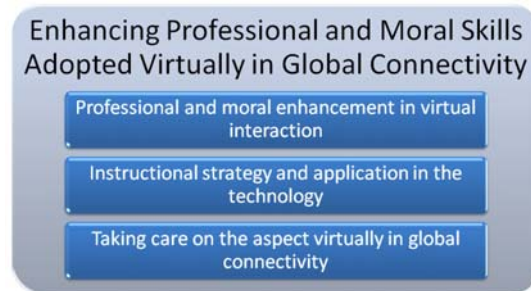 Enhancing Professional and Moral Skills
Adopted Virtually in Global Connectivity
Professional and moral enhancement in virtual
interaction
Instructional strategy and application in the
technology
Taking care on the aspect virtually in global
connectivity